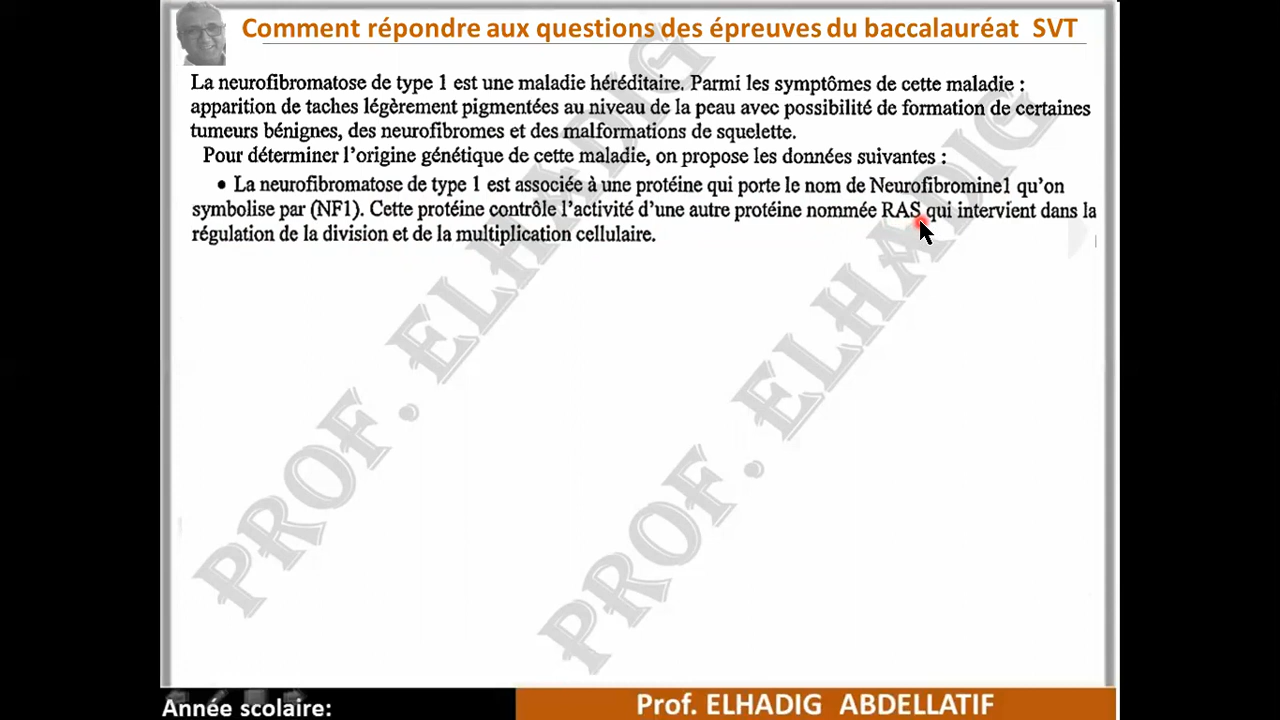 Comment répondre aux questions des épreuves du baccalauréat SVT
La neurofibromatose de type 1 est une maladie héréditaire. Parmi les symptômes de cette maladie :
apparition de taches légèrement pigmentées au niveau de la peau avec possibilité de formation de certaines
tumeurs bénignes, des neurofibromes et des malformations de squelette.
Pour déterminer l'origine génétique de cette maladie, on propose les données suivantes :
• La neurofibromatose de type 1 est associée à une protéine qui porte le nom de Neurofibromine1 qu'on
symbolise par (NF1). Cette protéine contrôle l'activité d'une autre protéine nommée RAS qui intervient dans la
régulation de la division et de la multiplication cellulaire.
PROF. ELHADIG
PROF. ELHADIG
Année scolaire:
Prof. ELHADIG ABDELLATIF